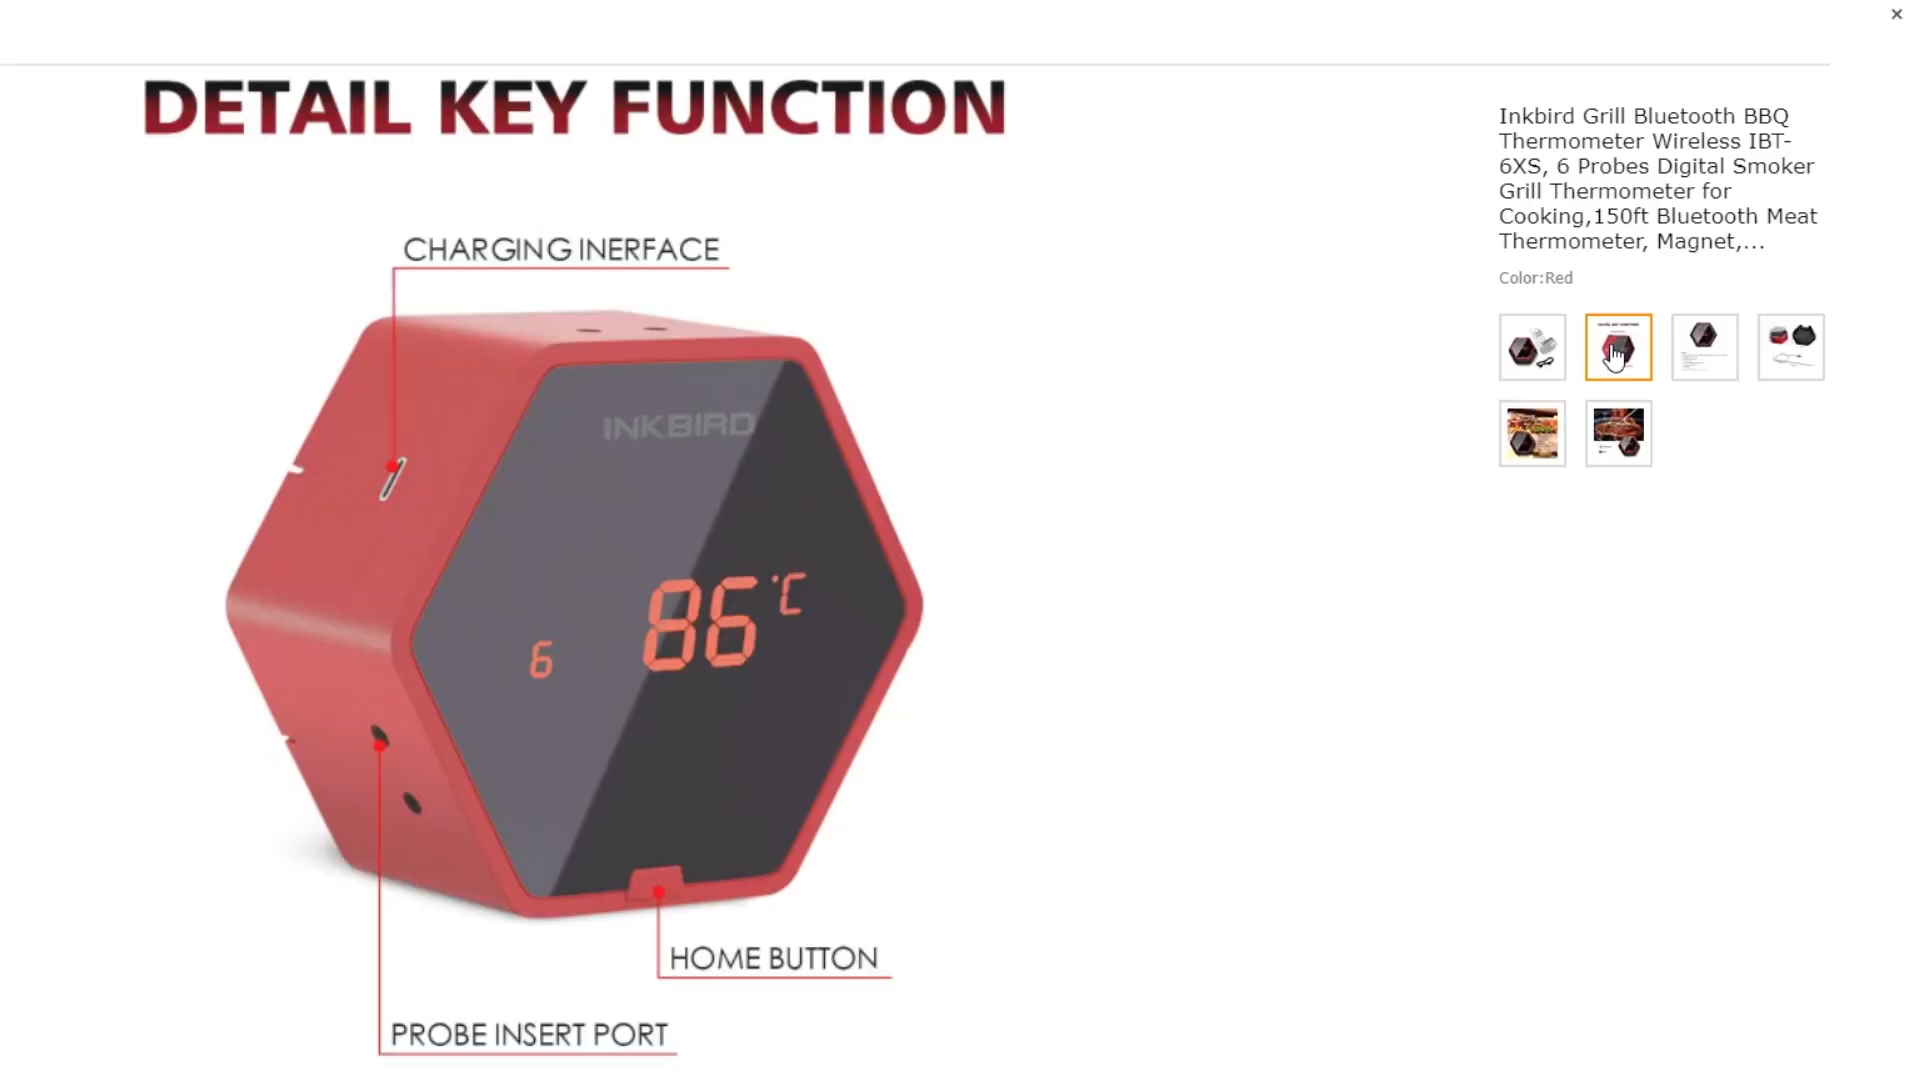 DETAIL KEY FUNCTION
CHARGING INERFACE
INKBIRD
86°C
6
HOME BUTTON
PROBE INSERT PORT
Inkbird Grill Bluetooth BBQ
Thermometer Wireless IBT-
6XS, 6 Probes Digital Smoker
Grill Thermometer for
Cooking,150ft Bluetooth Meat
Thermometer, Magnet,...
Color:Red